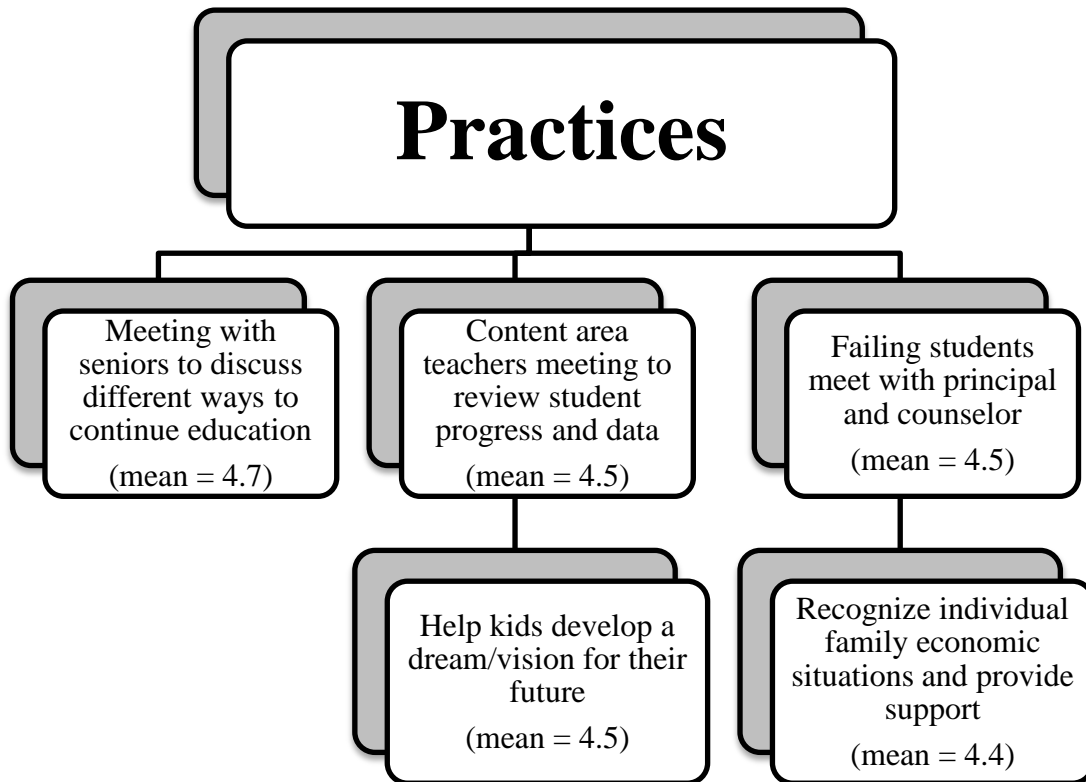 Practices
Meeting with
seniors to discuss
different ways to
continue education
(mean = 4.7)
Content area
teachers meeting to
review student
progress and data
(mean = 4.5)
Failing students
meet with principal
and counselor
(mean = 4.5)
Help kids develop a
dream/vision for their
future
(mean = 4.5)
Recognize individual
family economic
situations and provide
support
(mean = 4.4)